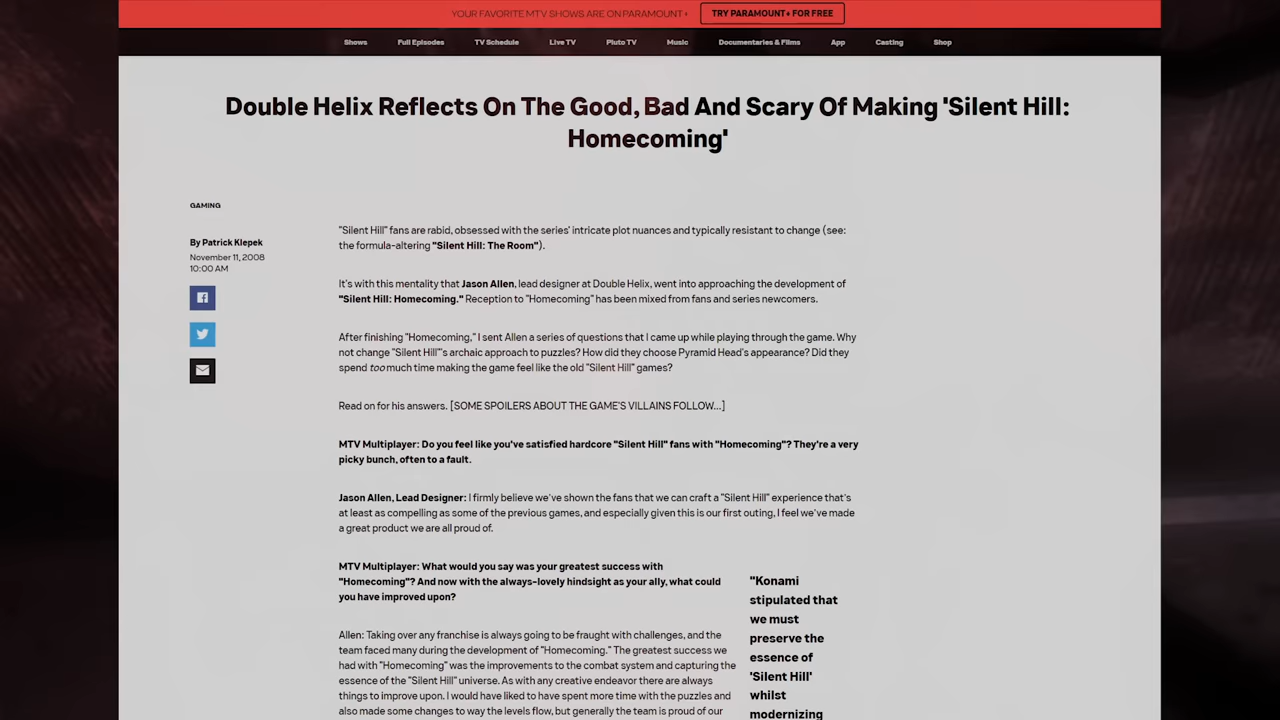 YOUR FAVORITE MTV SHOWS ARE ON PARAMOUNT+
TRY PARAMOUNT+ FOR FREE
Shows Full Episodes TV Schedule Live TV Pluto TV Music Documentaries & Films App Casting Shop
Double Helix Reflects On The Good, Bad And Scary Of Making 'Silent Hill:
Homecoming'
GAMING
By Patrick Klepek
November 11, 2008
10:00 AM
"Silent Hill" fans are rabid, obsessed with the series' intricate plot nuances and typically resistant to change (see:
the formula-altering "Silent Hill: The Room").
It's with this mentality that Jason Allen, lead designer at Double Helix, went into approaching the development of
"Silent Hill: Homecoming." Reception to "Homecoming" has been mixed from fans and series newcomers.
After finishing "Homecoming," I sent Allen a series of questions that I came up while playing through the game. Why
not change "Silent Hill"'s archaic approach to puzzles? How did they choose Pyramid Head's appearance? Did they
spend too much time making the game feel like the old "Silent Hill" games?
Read on for his answers. [SOME SPOILERS ABOUT THE GAME'S VILLAINS FOLLOW...]
MTV Multiplayer: Do you feel like you've satisfied hardcore "Silent Hill" fans with "Homecoming"? They're a very
picky bunch, often to a fault.
Jason Allen, Lead Designer: I firmly believe we've shown the fans that we can craft a "Silent Hill" experience that's
at least as compelling as some of the previous games, and especially given this is our first outing, I feel we've made
a great product we are all proud of.
MTV Multiplayer: What would you say was your greatest success with
"Homecoming"? And now with the always-lovely hindsight as your ally, what could
you have improved upon?
Allen: Taking over any franchise is always going to be fraught with challenges, and the
team faced many during the development of "Homecoming." The greatest success we
had with "Homecoming" was the improvements to the combat system and capturing the
essence of the "Silent Hill" universe. As with any creative endeavor there are always
things to improve upon. I would have liked to have spent more time with the puzzles and
also made some changes to way the levels flow, but generally the team is proud of our
"Konami
stipulated that
we must
preserve the
essence of
'Silent Hill'
whilst
modernizing